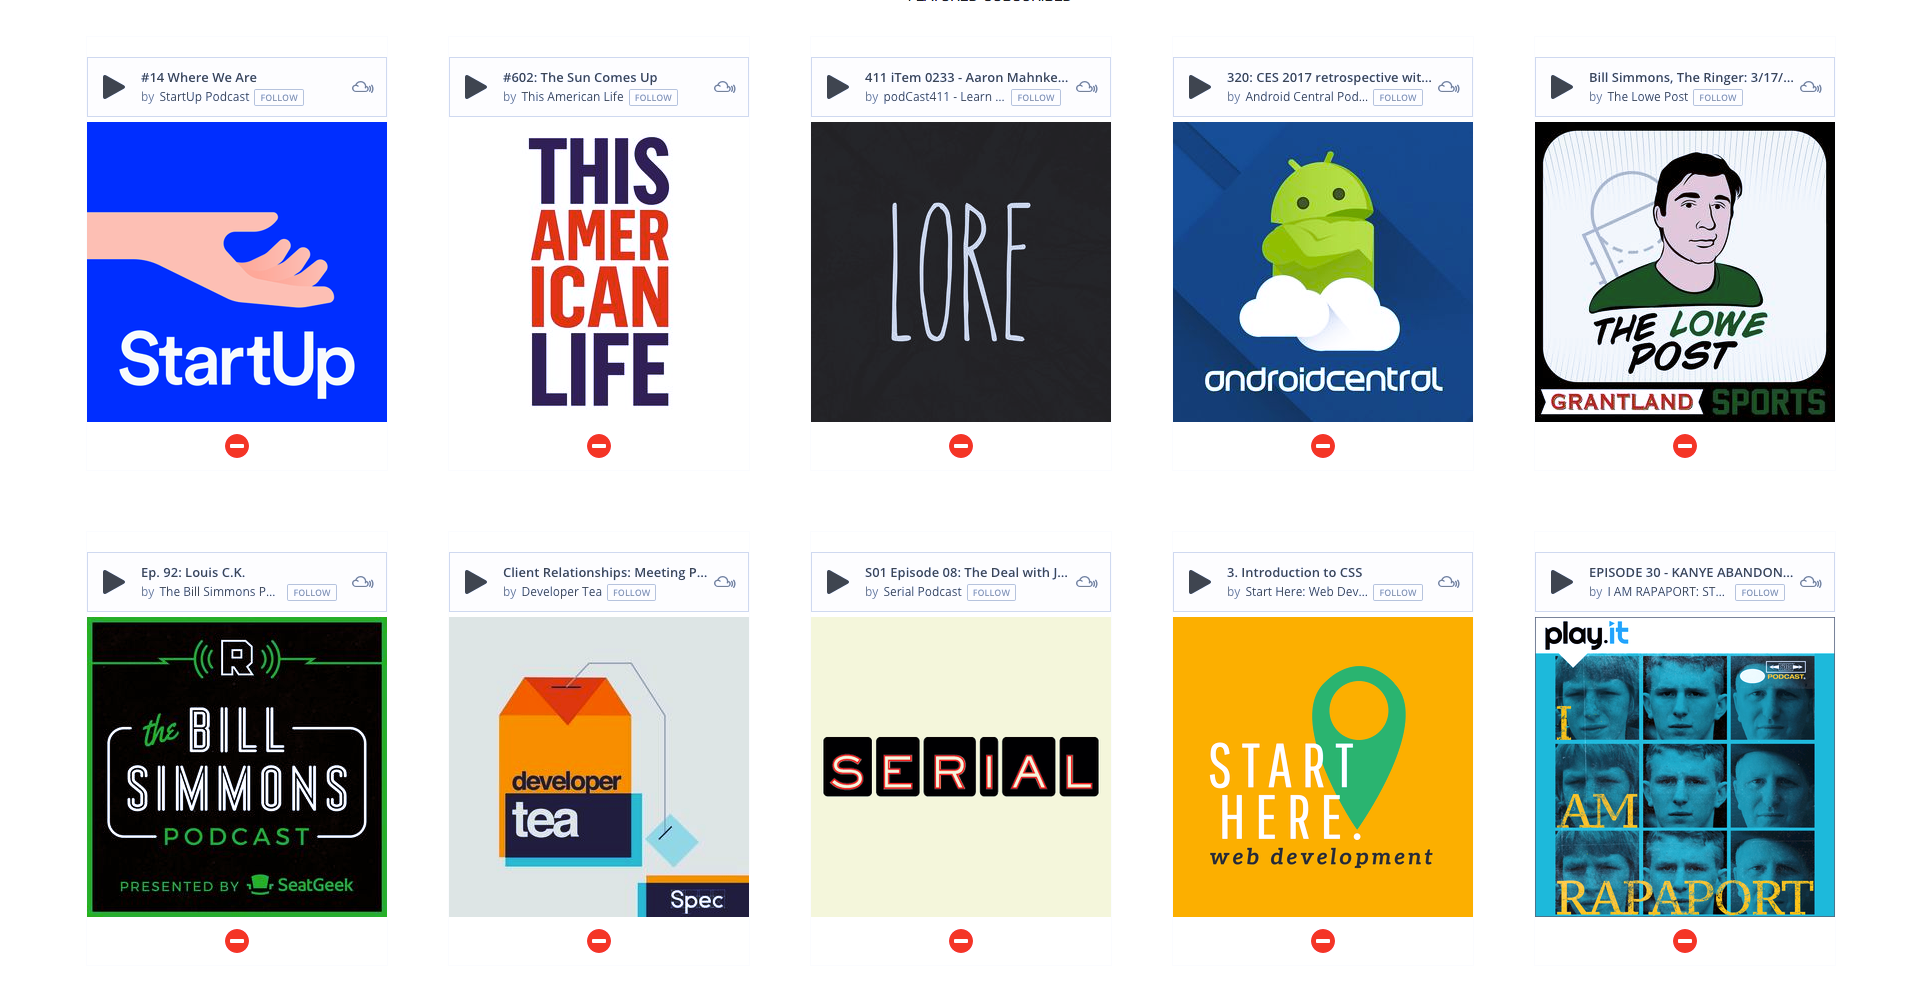 #14 Where We Are
by StartUp Podcast FOLLOW
StartUp
#602: The Sun Comes Up
by This American Life FOLLOW
THIS
AMER
ICAN
LIFE
411 iTem 0233 - Aaron Mahnke...
by podCast411 - Learn ... FOLLOW
LORE
320: CES 2017 retrospective wit...
by Android Central Pod... FOLLOW
androidcentral
Bill Simmons, The Ringer: 3/17/...
by The Lowe Post FOLLOW
THE LOWE
POST
GRANTLAND SPORTS
Ep. 92: Louis C.K.
by The Bill Simmons P... FOLLOW
R
the BILL
SIMMONS
PODCAST
PRESENTED BY SeatGeek
Client Relationships: Meeting P...
by Developer Tea FOLLOW
developer
tea
Spec
S01 Episode 08: The Deal with J...
by Serial Podcast FOLLOW
SERIAL
3. Introduction to CSS
by Start Here: Web Dev... FOLLOW
START
HERE:
web development
EPISODE 30 - KANYE ABANDON...
by I AM RAPAPORT: ST... FOLLOW
play.it
PODCAST.
I
AM
RAPAPORT